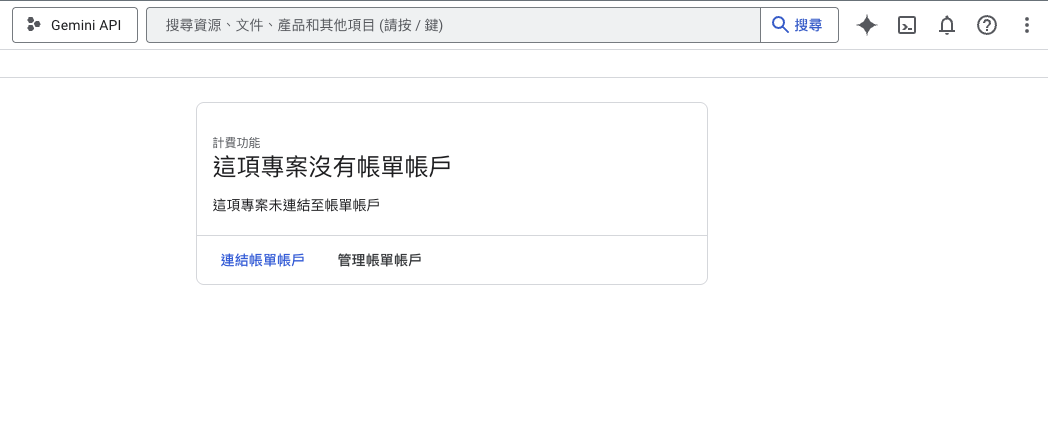 Gemini API
搜尋資源、文件、產品和其他項目 (請按 / 鍵)
搜尋
計費功能
這項專案沒有帳單帳戶
這項專案未連結至帳單帳戶
連結帳單帳戶
管理帳單帳戶